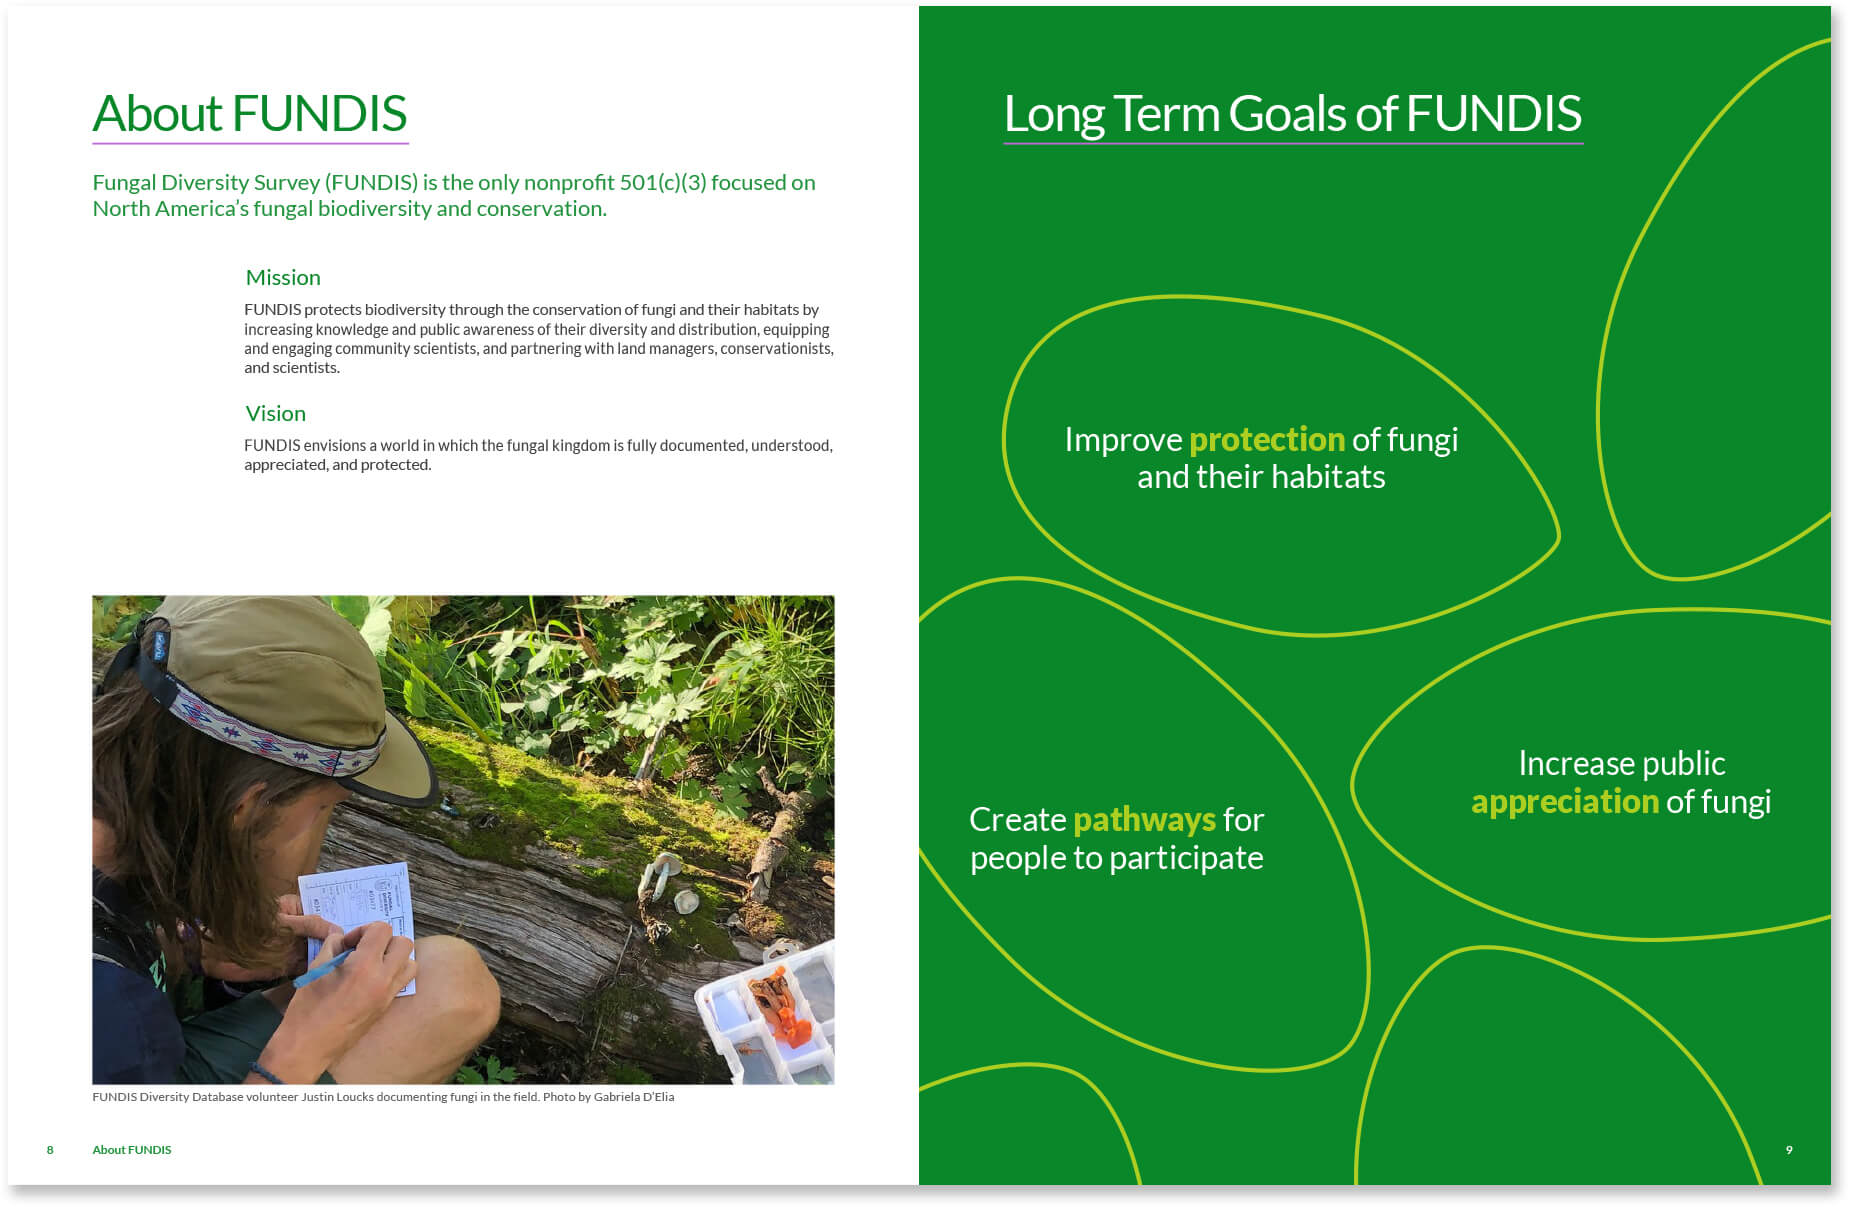 About FUNDIS
Fungal Diversity Survey (FUNDIS) is the only nonprofit 501(c)(3) focused on
North America’s fungal biodiversity and conservation.
Mission
FUNDIS protects biodiversity through the conservation of fungi and their habitats by
increasing knowledge and public awareness of their diversity and distribution, equipping
and engaging community scientists, and partnering with land managers, conservationists,
and scientists.
Vision
FUNDIS envisions a world in which the fungal kingdom is fully documented, understood,
appreciated, and protected.
FUNDIS Diversity Database volunteer Justin Loucks documenting fungi in the field. Photo by Gabriela D’Elia
8 About FUNDIS
Long Term Goals of FUNDIS
Improve protection of fungi
and their habitats
Increase public
appreciation of fungi
Create pathways for
people to participate
9